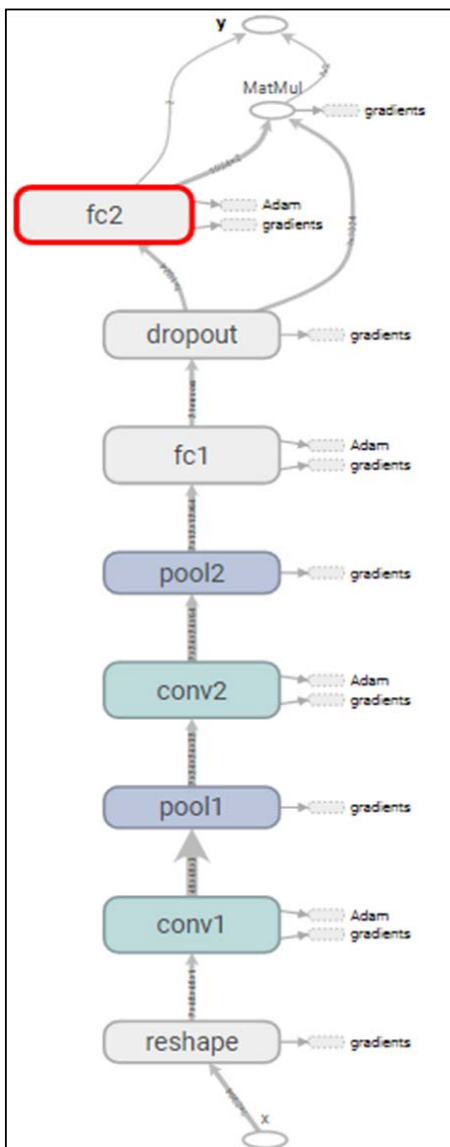 y
MatMul
gradients
fc2
Adam
gradients
dropout
gradients
fc1
Adam
gradients
pool2
gradients
conv2
Adam
gradients
pool1
gradients
conv1
Adam
gradients
reshape
gradients
x